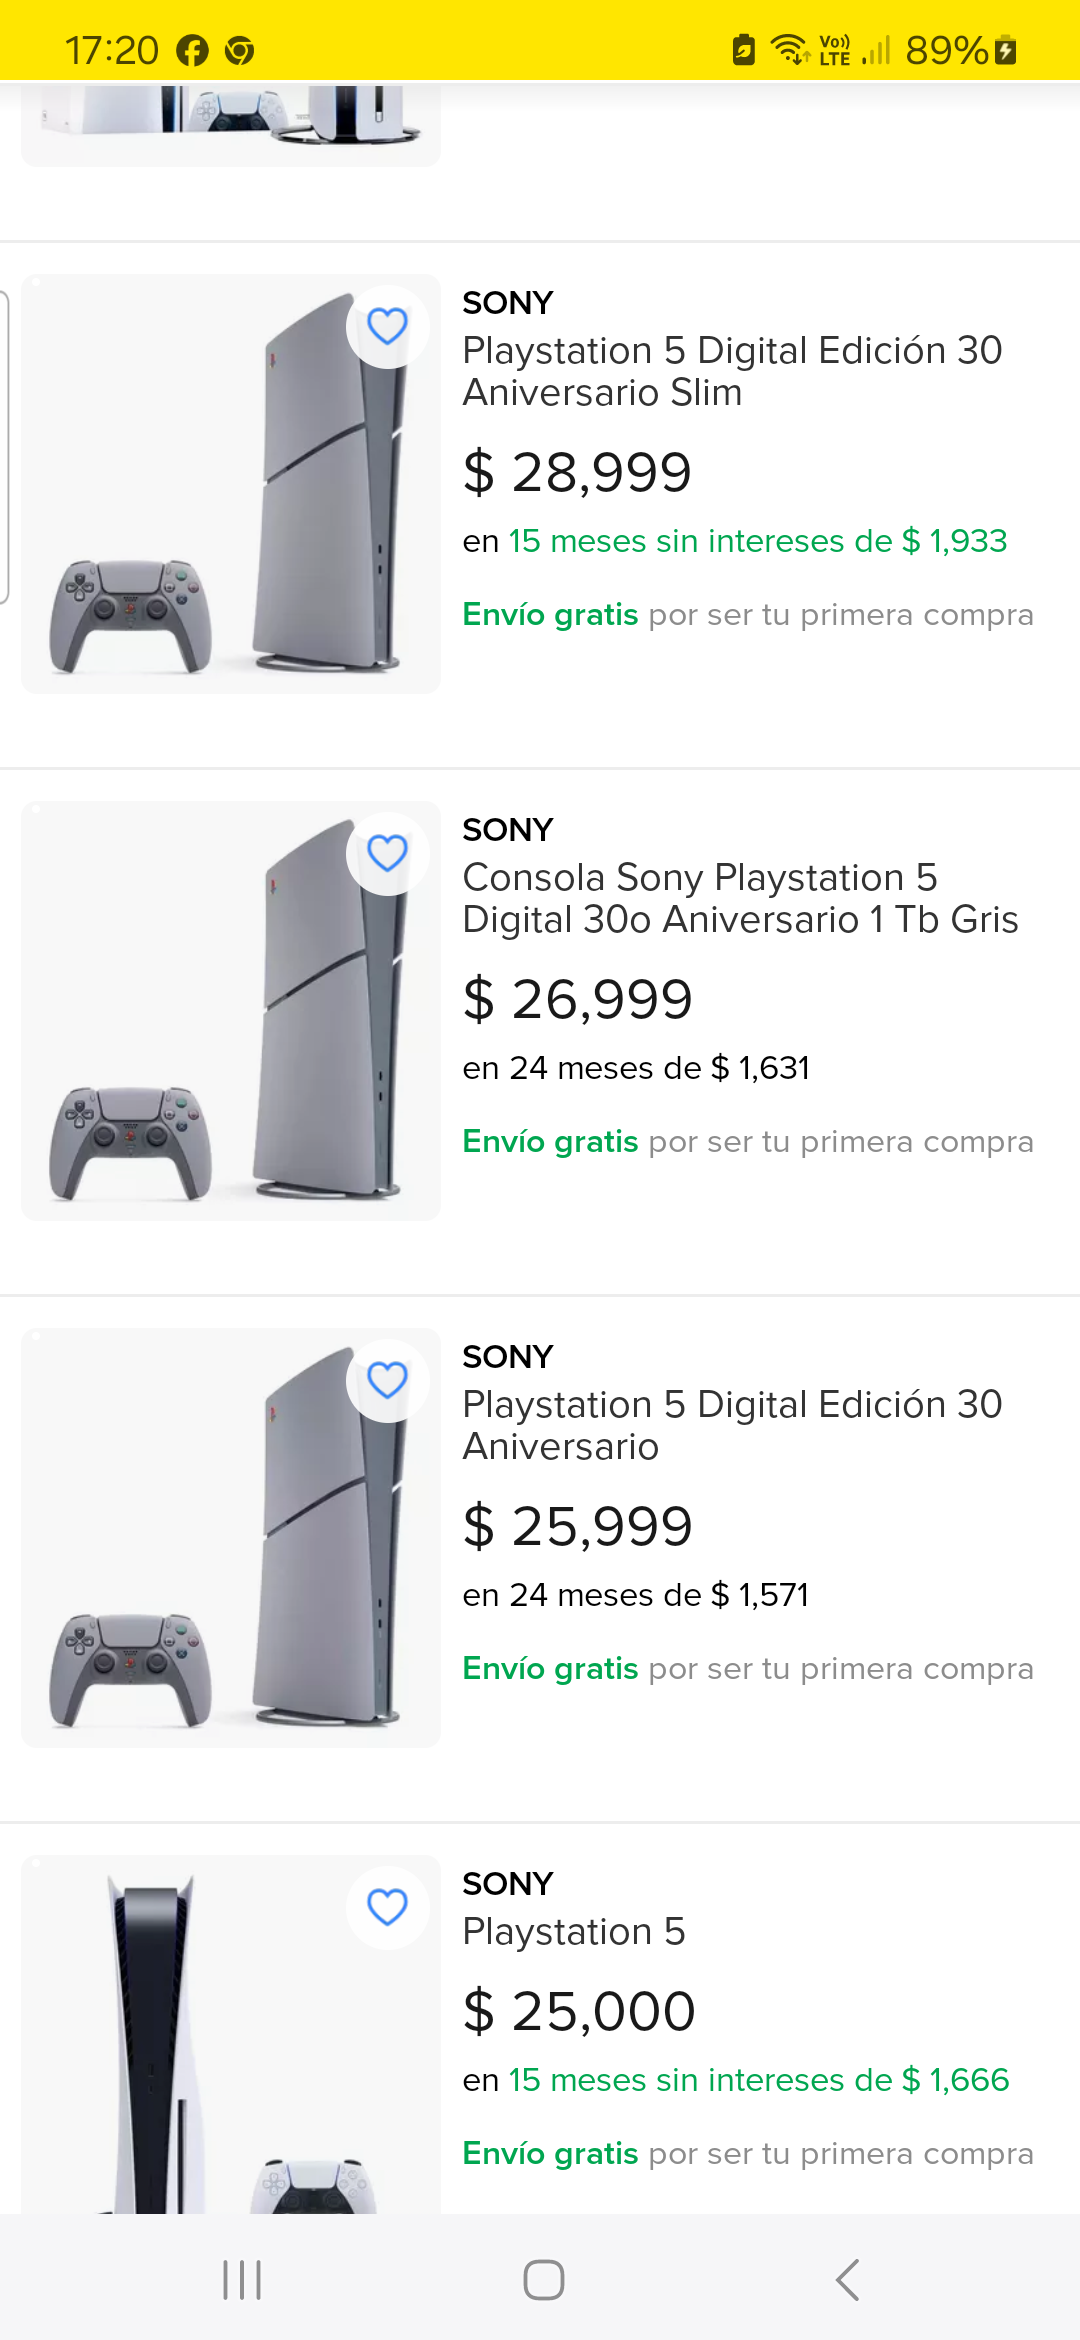 17:20
Vo))
LTE
89%
SONY
Playstation 5 Digital Edición 30
Aniversario Slim
$ 28,999
en 15 meses sin intereses de $ 1,933
Envío gratis por ser tu primera compra
SONY
Consola Sony Playstation 5
Digital 30o Aniversario 1 Tb Gris
$ 26,999
en 24 meses de $ 1,631
Envío gratis por ser tu primera compra
SONY
Playstation 5 Digital Edición 30
Aniversario
$ 25,999
en 24 meses de $ 1,571
Envío gratis por ser tu primera compra
SONY
Playstation 5
$ 25,000
en 15 meses sin intereses de $ 1,666
Envío gratis por ser tu primera compra